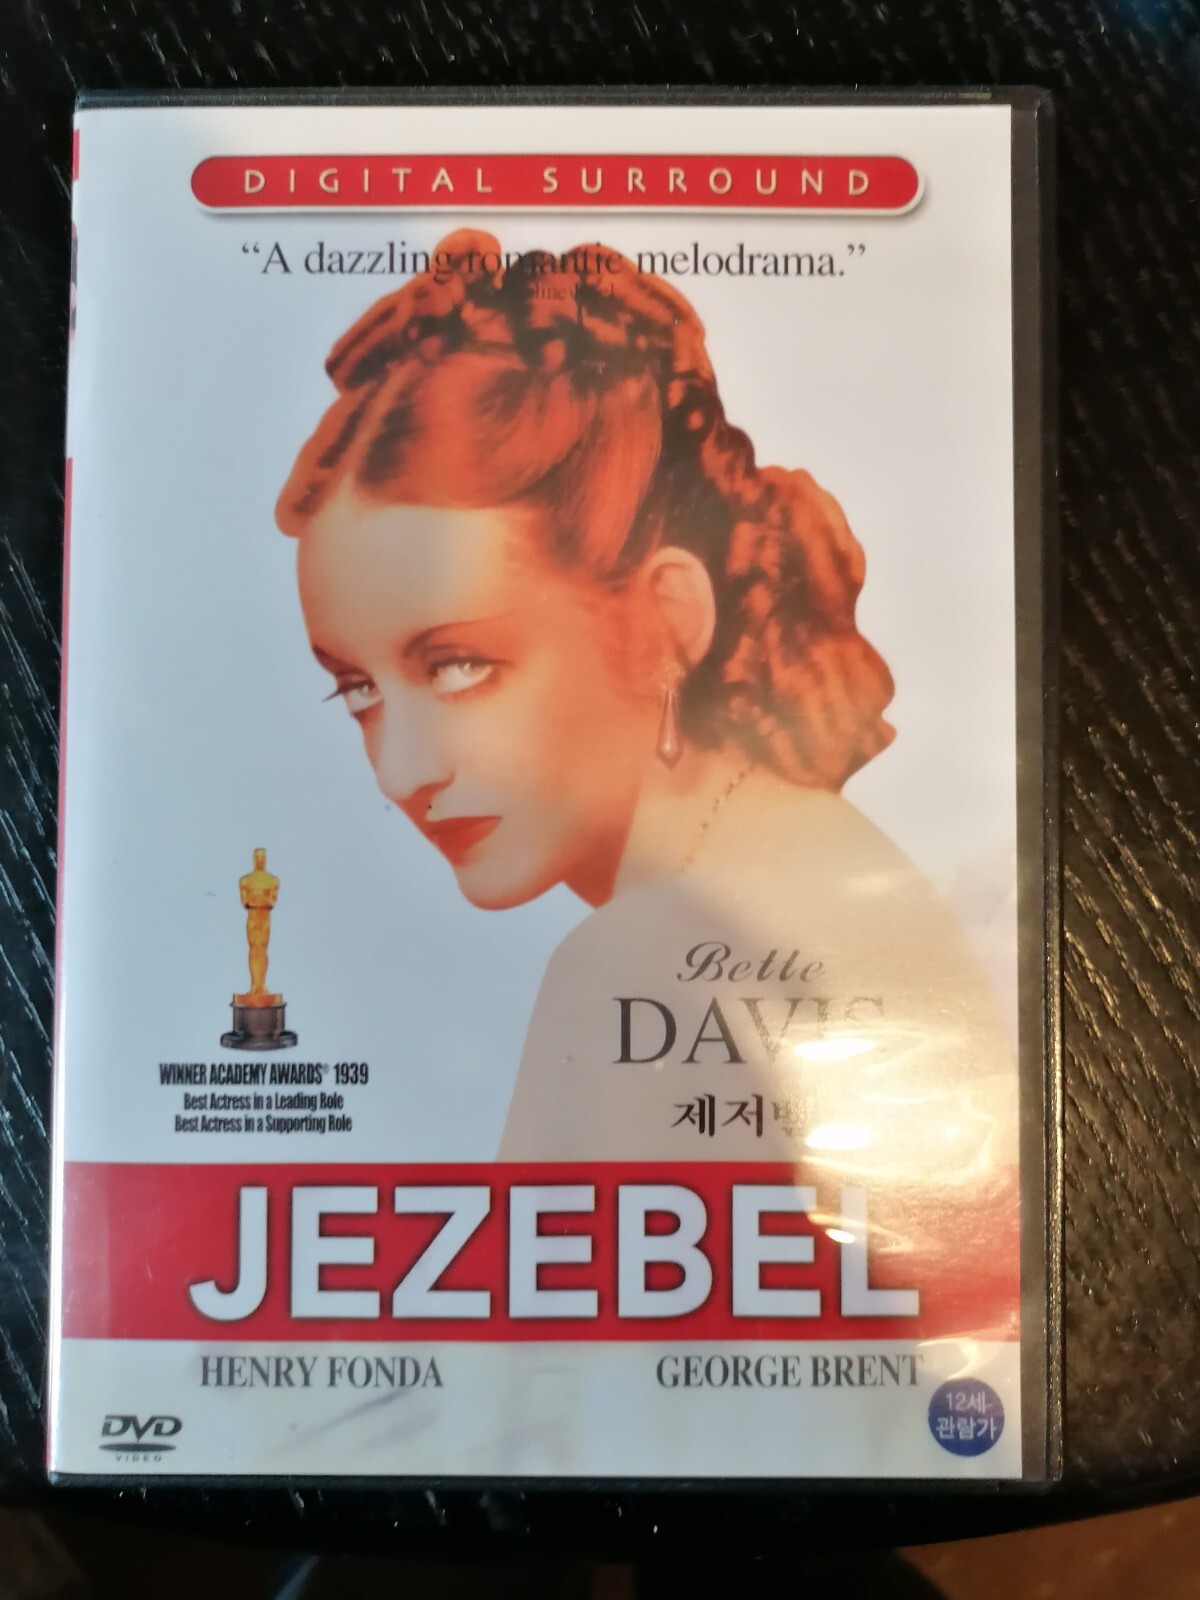 DIGITAL SURROUND
“A dazzling romantic melodrama.”
Bette
DAVIS
제저벨
WINNER ACADEMY AWARDS® 1939
Best Actress in a Leading Role
Best Actress in a Supporting Role
JEZEBEL
HENRY FONDA
GEORGE BRENT
DVD
VIDEO
12세
관람가